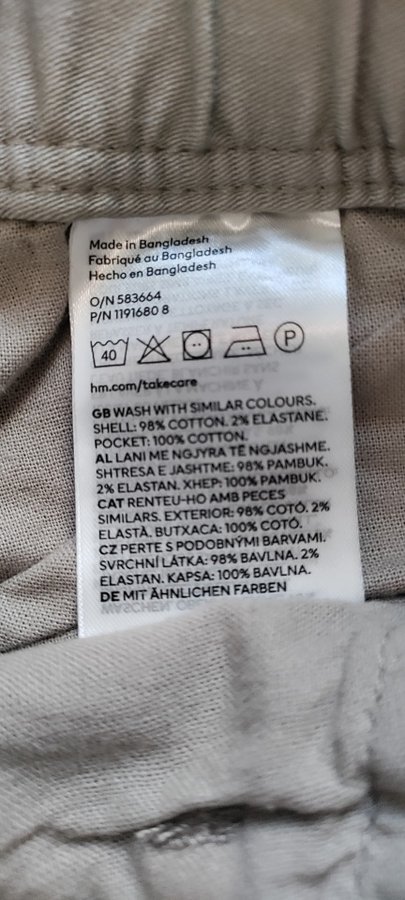 Made in Bangladesh
Fabriqué au Bangladesh
Hecho en Bangladesh
O/N 583664
P/N 1191680 8
40 P
hm.com/takecare
GB WASH WITH SIMILAR COLOURS.
SHELL: 98% COTTON. 2% ELASTANE.
POCKET: 100% COTTON.
AL LANI ME NGJYRA TË NGJASHME.
SHTRESA E JASHTME: 98% PAMBUK.
2% ELASTAN. XHEP: 100% PAMBUK.
CAT RENTEU-HO AMB PECES
SIMILARS. EXTERIOR: 98% COTÓ. 2%
ELASTÀ. BUTXACA: 100% COTÓ.
CZ PERTE S PODOBNÝMI BARVAMI.
SVRCHNÍ LÁTKA: 98% BAVLNA. 2%
ELASTAN. KAPSA: 100% BAVLNA.
DE MIT ÄHNLICHEN FARBEN